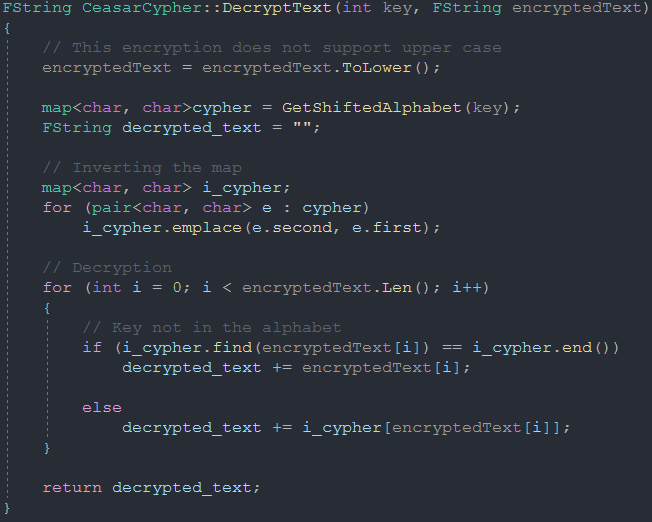 FString CeasarCypher::DecryptText(int key, FString encryptedText)
{
// This encryption does not support upper case
encryptedText = encryptedText.ToLower();
map<char, char>cypher = GetShiftedAlphabet(key);
FString decrypted_text = "";
// Inverting the map
map<char, char> i_cypher;
for (pair<char, char> e : cypher)
i_cypher.emplace(e.second, e.first);
// Decryption
for (int i = 0; i < encryptedText.Len(); i++)
{
// Key not in the alphabet
if (i_cypher.find(encryptedText[i]) == i_cypher.end())
decrypted_text += encryptedText[i];
else
decrypted_text += i_cypher[encryptedText[i]];
}
return decrypted_text;
}